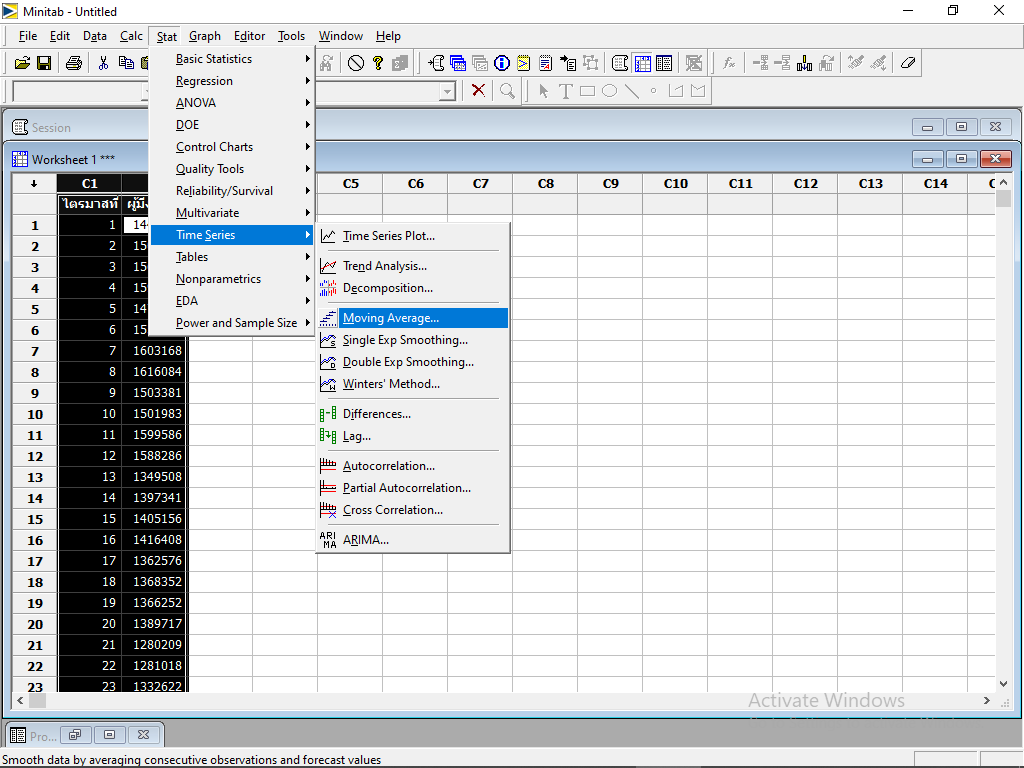 Minitab - Untitled
File Edit Data Calc Stat Graph Editor Tools Window Help
Basic Statistics
Regression
ANOVA
DOE
Control Charts
Quality Tools
Reliability/Survival
Multivariate
Time Series
Tables
Nonparametrics
EDA
Power and Sample Size
Time Series Plot...
Trend Analysis...
Decomposition...
Moving Average...
Single Exp Smoothing...
Double Exp Smoothing...
Winters' Method...
Differences...
Lag...
Autocorrelation...
Partial Autocorrelation...
Cross Correlation...
ARI
MA ARIMA...
Session
Worksheet 1 ***
C1 C5 C6 C7 C8 C9 C10 C11 C12 C13 C14
ไตรมาสที่
1 1
2 2
3 3
4 4
5 5
6 6
7 7 1603168
8 8 1616084
9 9 1503381
10 10 1501983
11 11 1599586
12 12 1588286
13 13 1349508
14 14 1397341
15 15 1405156
16 16 1416408
17 17 1362576
18 18 1368352
19 19 1366252
20 20 1389717
21 21 1280209
22 22 1281018
23 23 1332622
Activate Windows
Pro...
Smooth data by averaging consecutive observations and forecast values